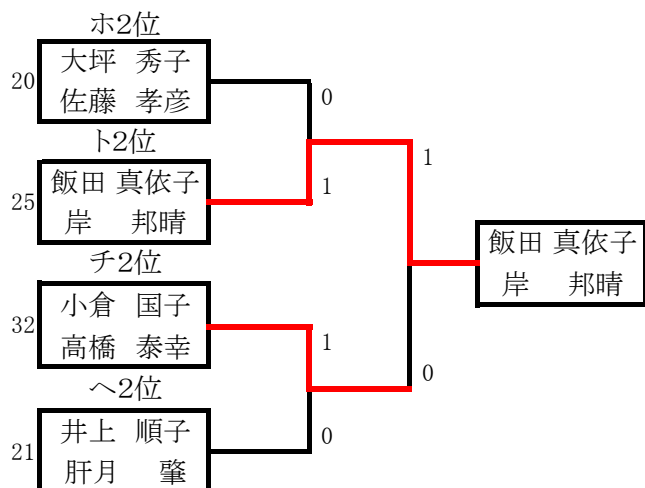 ホ2位
20
大坪 秀子
佐藤 孝彦
0
ト2位
1
1
25
飯田 真依子
岸 邦晴
飯田 真依子
岸 邦晴
チ2位
32
小倉 国子
高橋 泰幸
1
0
ヘ2位
21
井上 順子
肝月 肇
0